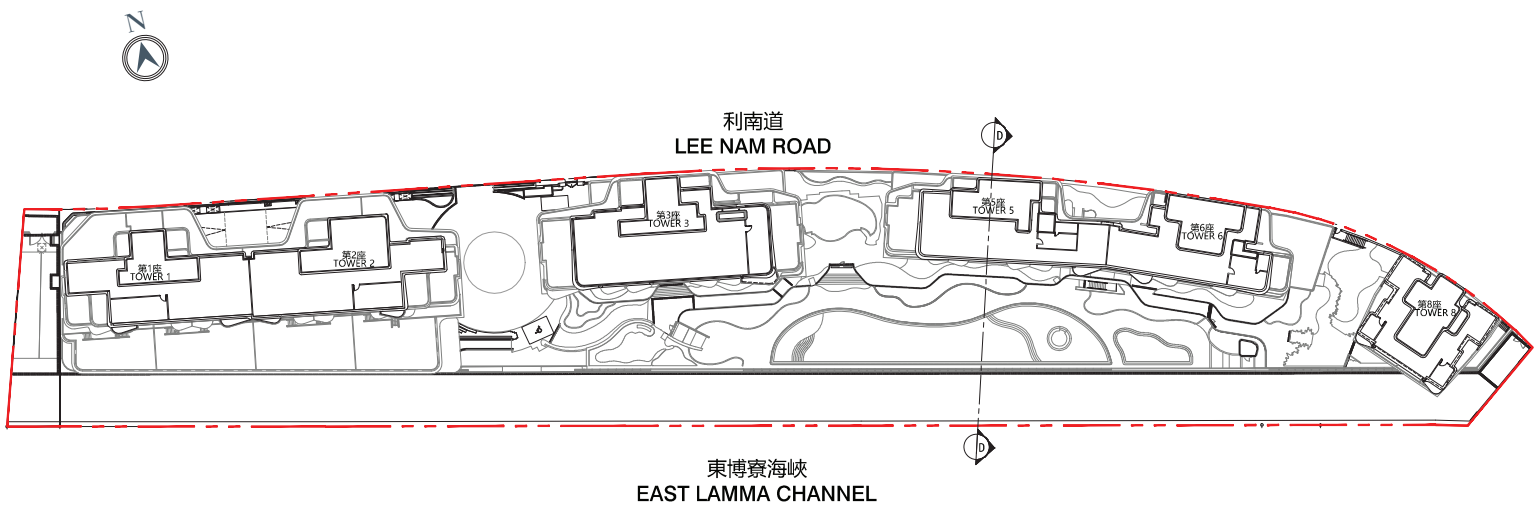 N
利南道
LEE NAM ROAD
D
第1座
TOWER 1
第2座
TOWER 2
第3座
TOWER 3
第5座
TOWER 5
第6座
TOWER 6
第8座
TOWER 8
D
東博寮海峽
EAST LAMMA CHANNEL